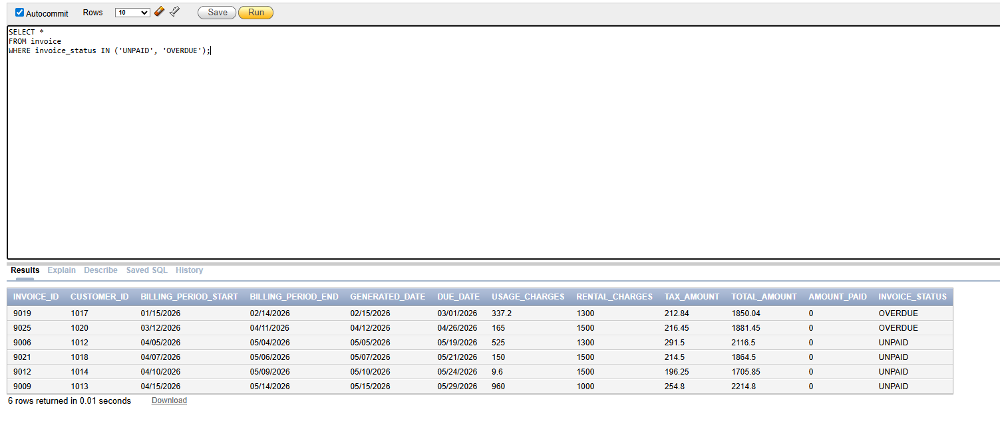 Autocommit Rows 10 Save Run
SELECT *
FROM invoice
WHERE invoice_status IN ('UNPAID', 'OVERDUE');
Results Explain Describe Saved SQL History
INVOICE_ID CUSTOMER_ID BILLING_PERIOD_START BILLING_PERIOD_END GENERATED_DATE DUE_DATE USAGE_CHARGES RENTAL_CHARGES TAX_AMOUNT TOTAL_AMOUNT AMOUNT_PAID INVOICE_STATUS
9019 1017 01/15/2026 02/14/2026 02/15/2026 03/01/2026 337.2 1300 212.84 1850.04 0 OVERDUE
9025 1020 03/12/2026 04/11/2026 04/12/2026 04/26/2026 165 1500 216.45 1881.45 0 OVERDUE
9006 1012 04/05/2026 05/04/2026 05/05/2026 05/19/2026 525 1300 291.5 2116.5 0 UNPAID
9021 1018 04/07/2026 05/06/2026 05/07/2026 05/21/2026 150 1500 214.5 1864.5 0 UNPAID
9012 1014 04/10/2026 05/09/2026 05/10/2026 05/24/2026 9.6 1500 196.25 1705.85 0 UNPAID
9009 1013 04/15/2026 05/14/2026 05/15/2026 05/29/2026 960 1000 254.8 2214.8 0 UNPAID
6 rows returned in 0.01 seconds Download